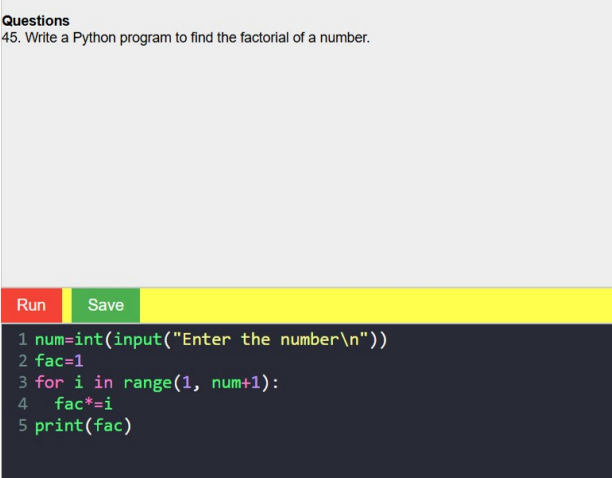 Questions
45. Write a Python program to find the factorial of a number.
Run Save
1 num=int(input("Enter the number\n"))
2 fac=1
3 for i in range(1, num+1):
4   fac*=i
5 print(fac)